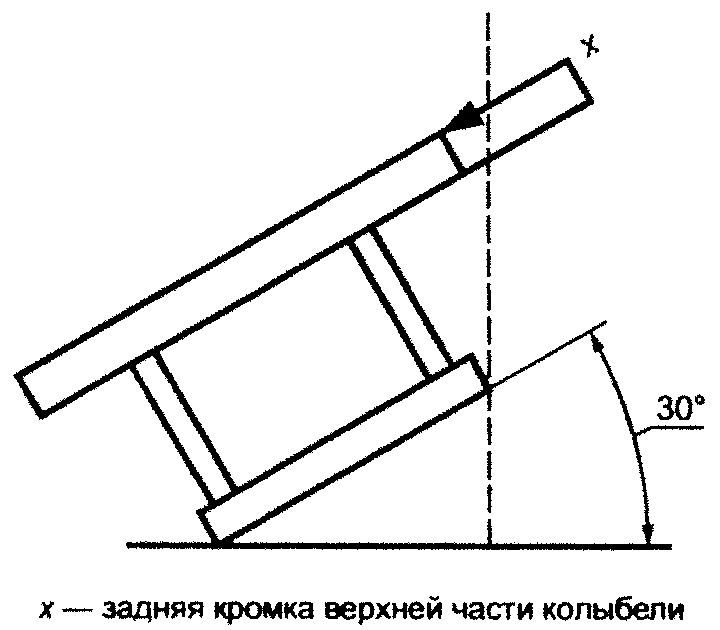 x
30°
x — задняя кромка верхней части колыбели